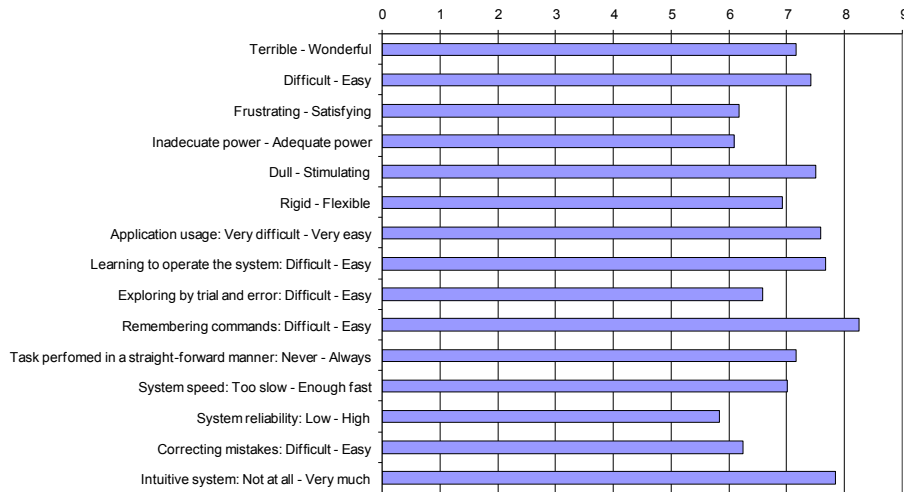 0 1 2 3 4 5 6 7 8 9
Terrible - Wonderful
Difficult - Easy
Frustrating - Satisfying
Inadecuate power - Adequate power
Dull - Stimulating
Rigid - Flexible
Application usage: Very difficult - Very easy
Learning to operate the system: Difficult - Easy
Exploring by trial and error: Difficult - Easy
Remembering commands: Difficult - Easy
Task perfomed in a straight-forward manner: Never - Always
System speed: Too slow - Enough fast
System reliability: Low - High
Correcting mistakes: Difficult - Easy
Intuitive system: Not at all - Very much